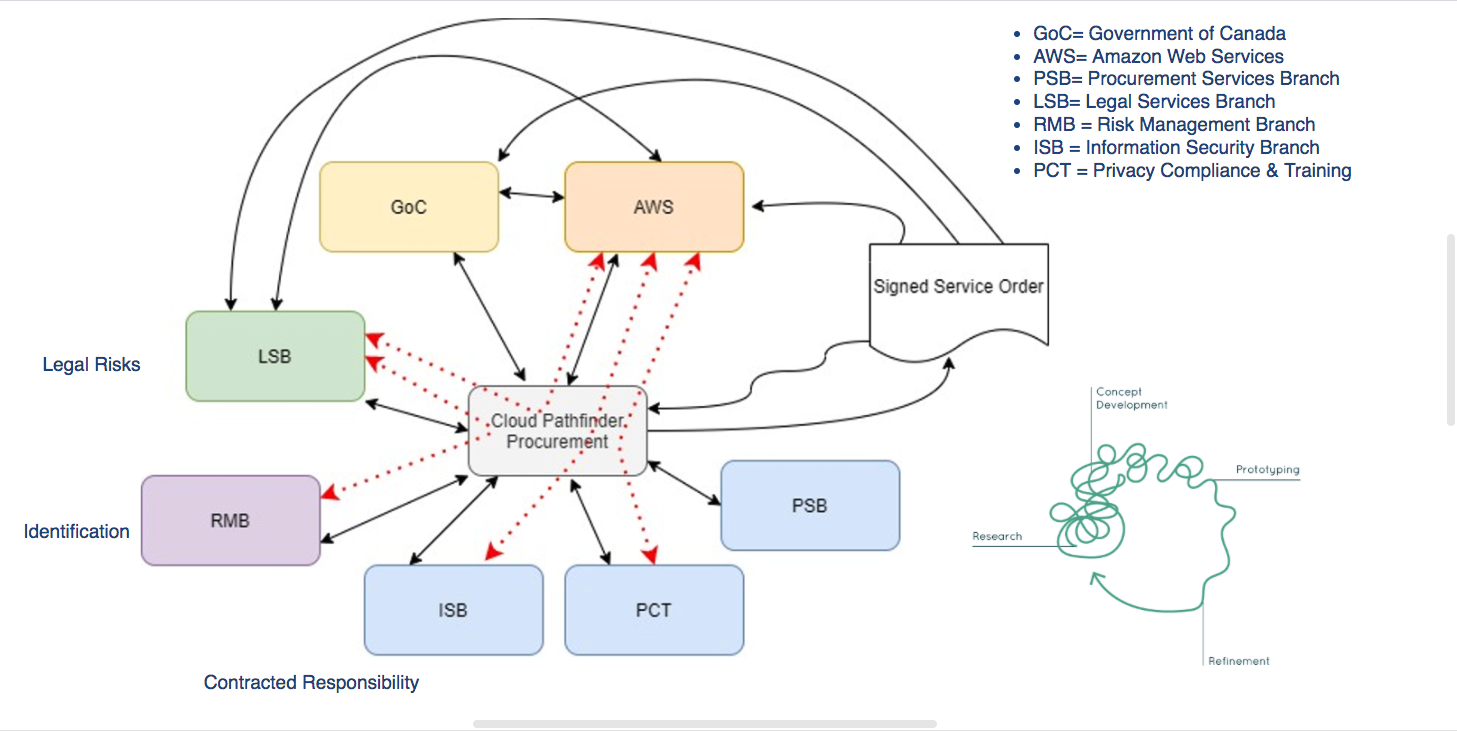 GoC= Government of Canada
AWS= Amazon Web Services
PSB= Procurement Services Branch
LSB= Legal Services Branch
RMB = Risk Management Branch
ISB = Information Security Branch
PCT = Privacy Compliance & Training
GoC
AWS
Signed Service Order
LSB
Legal Risks
Cloud Pathfinder
Procurement
RMB
Identification
PSB
ISB
PCT
Contracted Responsibility
Concept
Development
Prototyping
Research
Refinement